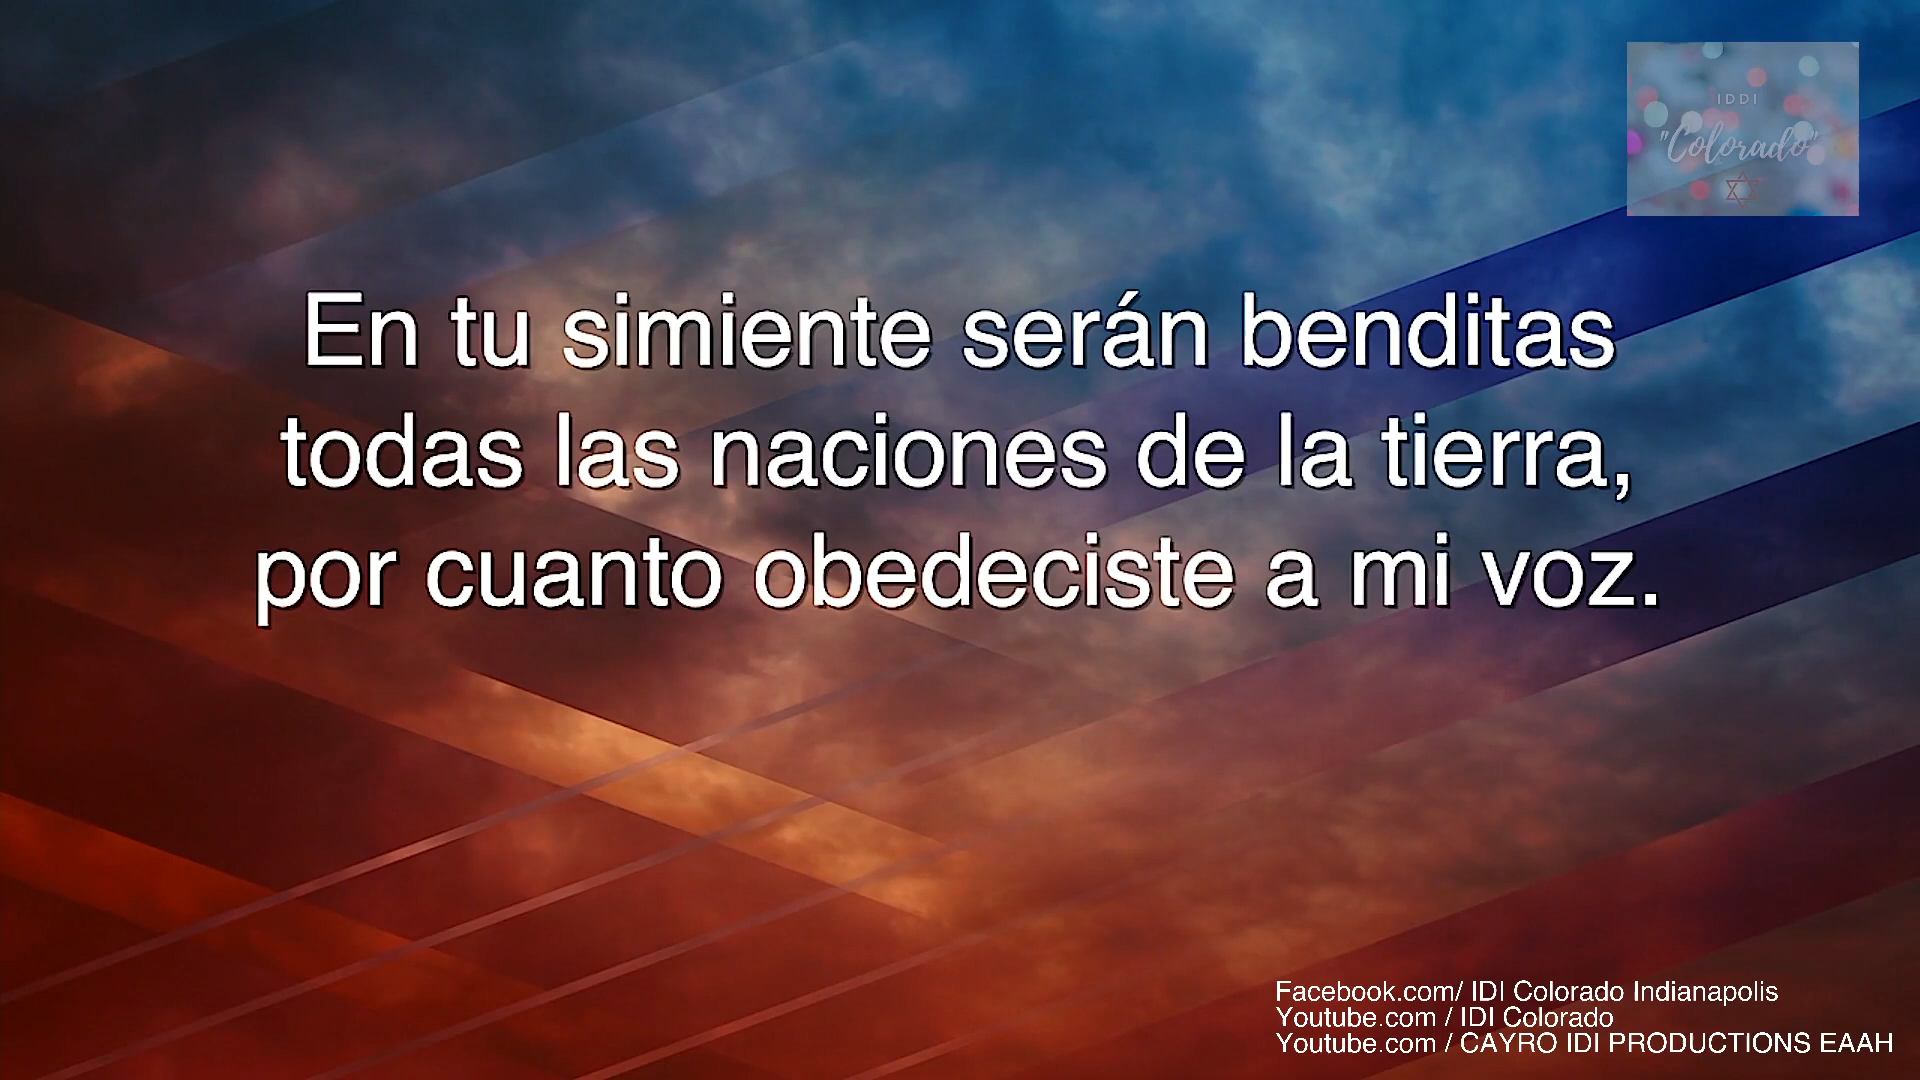 IDDI
"Colorado"
En tu simiente serán benditas
todas las naciones de la tierra,
por cuanto obedeciste a mi voz.
Facebook.com/ IDI Colorado Indianapolis
Youtube.com / IDI Colorado
Youtube.com / CAYRO IDI PRODUCTIONS EAAH